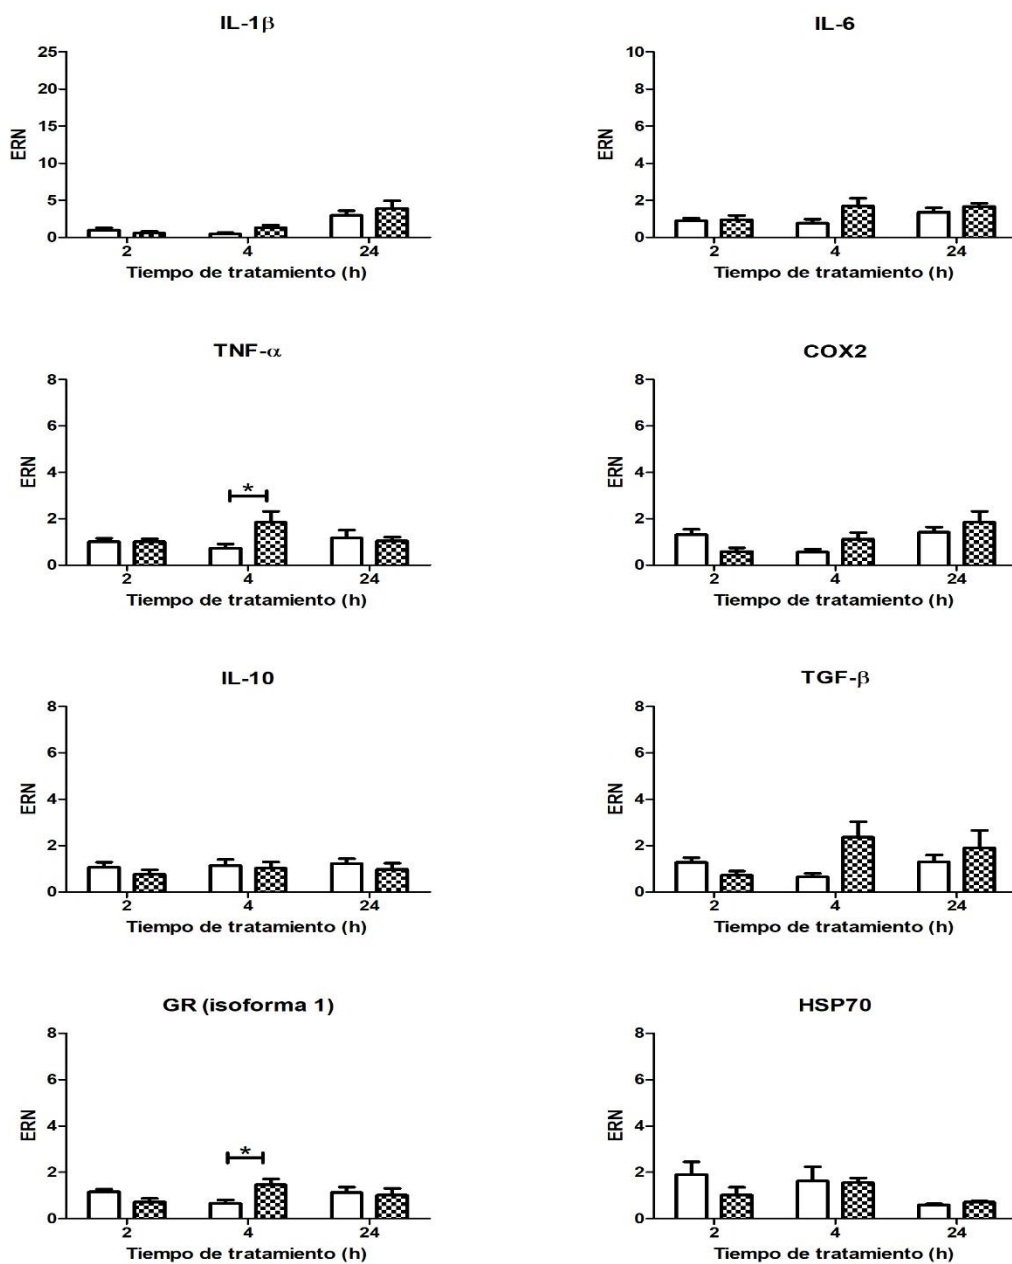 IL-1β
25
20
15
10
5
0
ERN
2 4 24
Tiempo de tratamiento (h)
IL-6
10
8
6
4
2
0
ERN
2 4 24
Tiempo de tratamiento (h)
TNF-α
8
6
4
2
0
ERN
*
2 4 24
Tiempo de tratamiento (h)
COX2
8
6
4
2
0
ERN
2 4 24
Tiempo de tratamiento (h)
IL-10
8
6
4
2
0
ERN
2 4 24
Tiempo de tratamiento (h)
TGF-β
8
6
4
2
0
ERN
2 4 24
Tiempo de tratamiento (h)
GR (isoforma 1)
8
6
4
2
0
ERN
*
2 4 24
Tiempo de tratamiento (h)
HSP70
8
6
4
2
0
ERN
2 4 24
Tiempo de tratamiento (h)